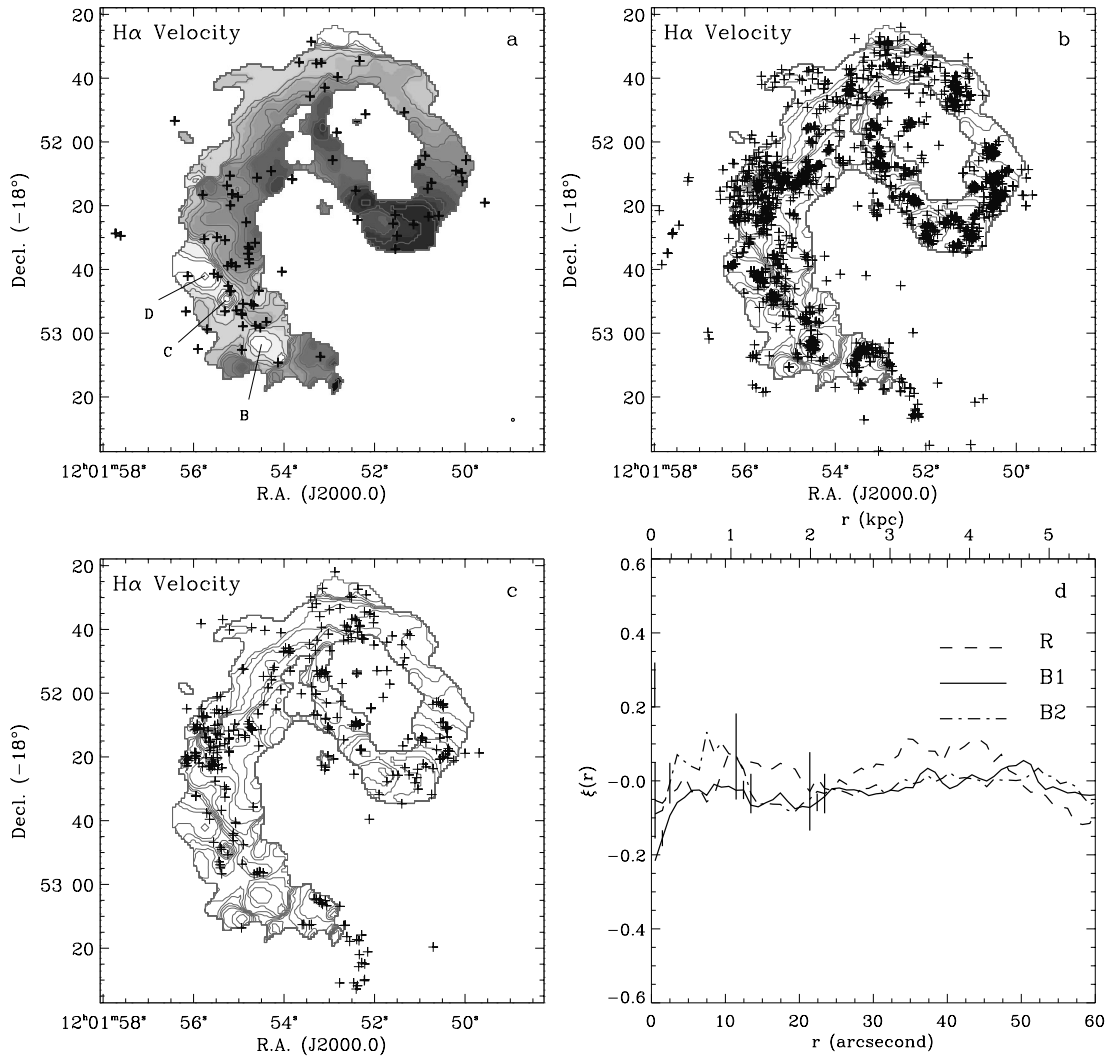 Hα Velocity a
20
40
52 00
20
40
53 00
20
Decl. (−18°)
D
C
B
12ʰ01ᵐ58ˢ 56ˢ 54ˢ 52ˢ 50ˢ
R.A. (J2000.0)
Hα Velocity b
20
40
52 00
20
40
53 00
20
Decl. (−18°)
12ʰ01ᵐ58ˢ 56ˢ 54ˢ 52ˢ 50ˢ
R.A. (J2000.0)
Hα Velocity c
20
40
52 00
20
40
53 00
20
Decl. (−18°)
12ʰ01ᵐ58ˢ 56ˢ 54ˢ 52ˢ 50ˢ
R.A. (J2000.0)
r (kpc)
0 1 2 3 4 5
d
R
B1
B2
0.6
0.4
0.2
−0.0
−0.2
−0.4
−0.6
ξ(r)
0 10 20 30 40 50 60
r (arcsecond)